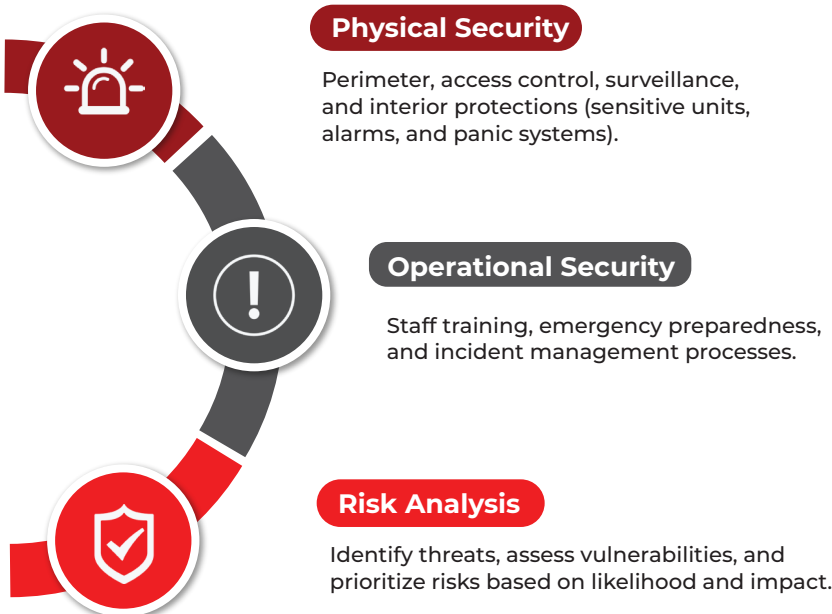 Physical Security
Perimeter, access control, surveillance,
and interior protections (sensitive units,
alarms, and panic systems).
Operational Security
Staff training, emergency preparedness,
and incident management processes.
Risk Analysis
Identify threats, assess vulnerabilities, and
prioritize risks based on likelihood and impact.